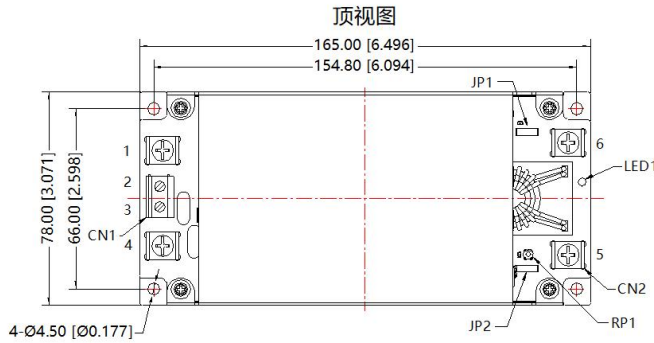 顶视图
165.00 [6.496]
154.80 [6.094]
JP1
1
6
LED1
2
3
78.00 [3.071]
66.00 [2.598]
CN1
4
5
CN2
4-Ø4.50 [Ø0.177]
JP2
RP1